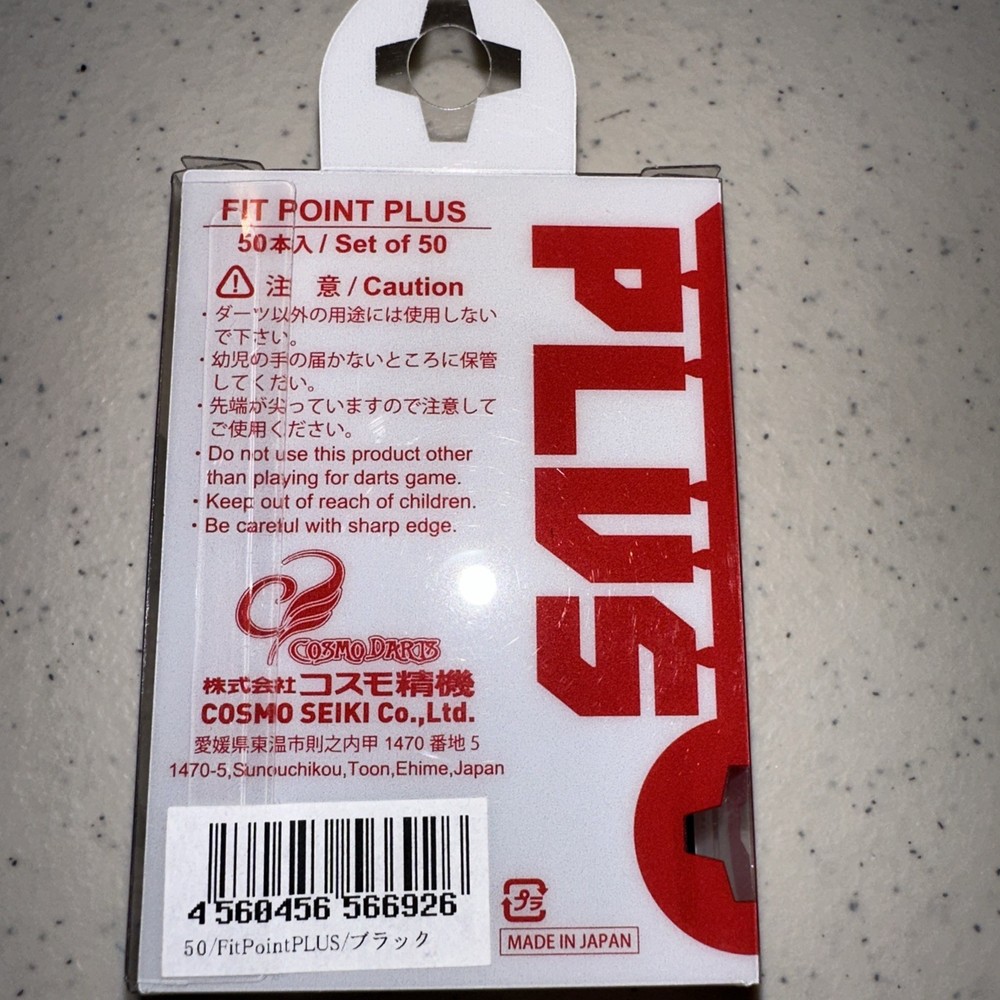 FIT POINT PLUS
50本入 / Set of 50
注 意 / Caution
・ダーツ以外の用途には使用しない
で下さい。
・幼児の手の届かないところに保管
してくだい。
・先端が尖っていますので注意して
ご使用ください。
・Do not use this product other
than playing for darts game.
・Keep out of reach of children.
・Be careful with sharp edge.
COSMO DARTS
株式会社コスモ精機
COSMO SEIKI Co.,Ltd.
愛媛県東温市則之内甲 1470 番地 5
1470-5,Sunouchikou,Toon,Ehime,Japan
4 560456 566926
50/FitPointPLUS/ブラック
プラ
MADE IN JAPAN
PLUS